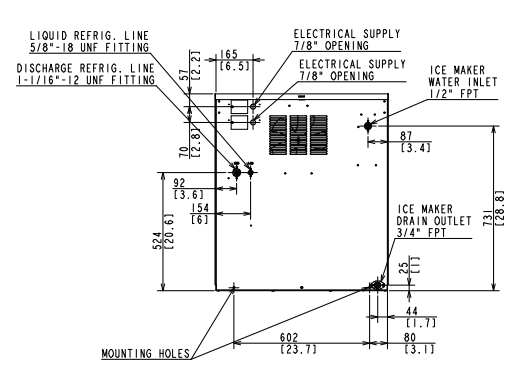 LIQUID REFRIG. LINE
5/8"-18 UNF FITTING
DISCHARGE REFRIG. LINE
1-1/16"-12 UNF FITTING
165
[6.5]
ELECTRICAL SUPPLY
7/8" OPENING
ELECTRICAL SUPPLY
7/8" OPENING
ICE MAKER
WATER INLET
1/2" FPT
57
[2.2]
70
[2.8]
87
[3.4]
92
[3.6]
154
[6]
524
[20.6]
731
[28.8]
ICE MAKER
DRAIN OUTLET
3/4" FPT
25
[1]
44
[1.7]
602
[23.7]
80
[3.1]
MOUNTING HOLES